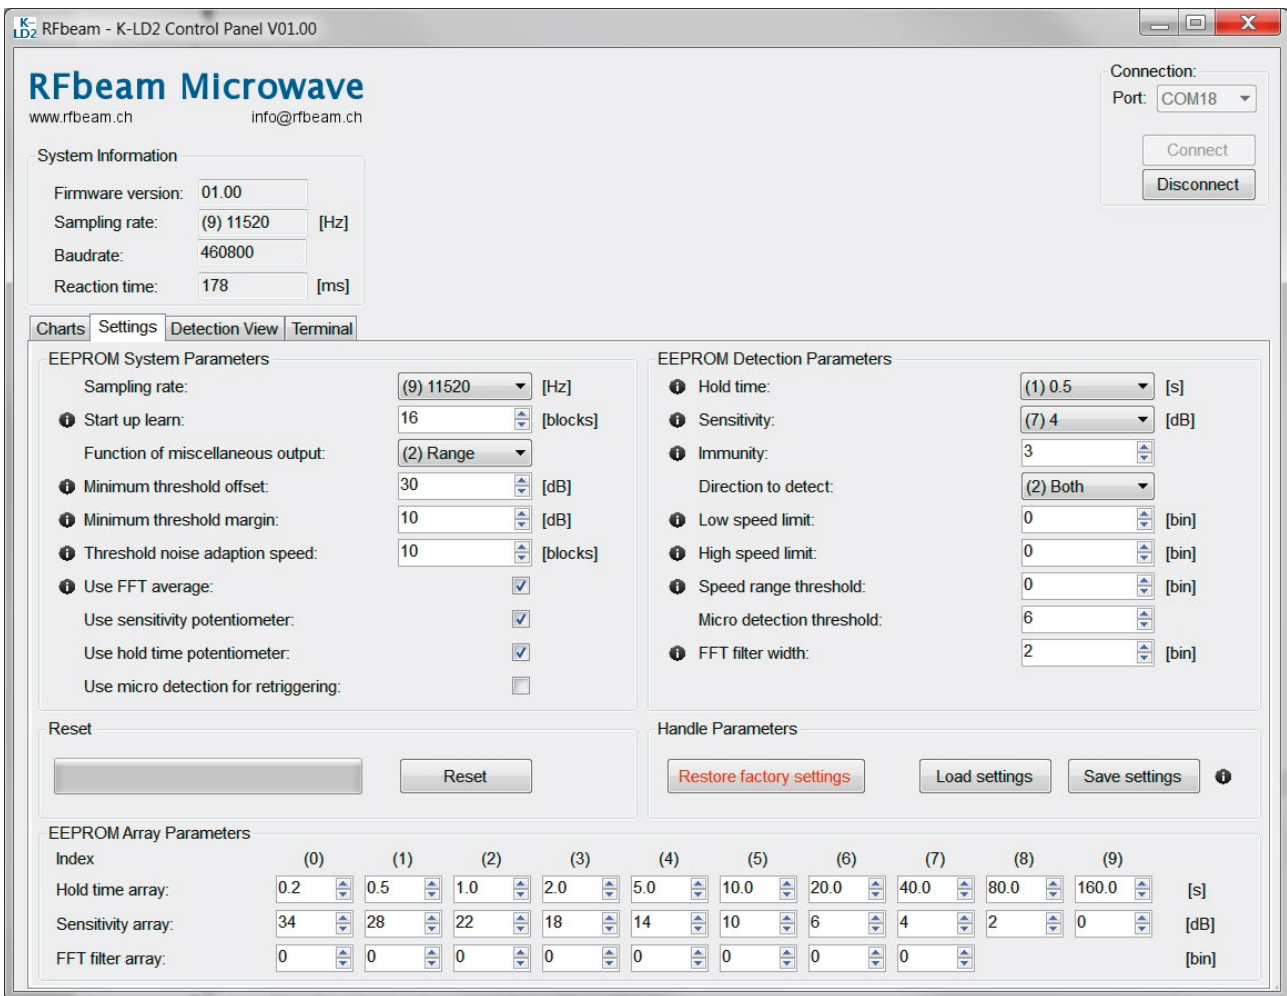 K-LD2 RFbeam - K-LD2 Control Panel V01.00
RFbeam Microwave
www.rfbeam.ch info@rfbeam.ch
Connection:
Port: COM18
Connect
Disconnect
System Information
Firmware version: 01.00
Sampling rate: (9) 11520 [Hz]
Baudrate: 460800
Reaction time: 178 [ms]
Charts Settings Detection View Terminal
EEPROM System Parameters
Sampling rate: (9) 11520 [Hz]
Start up learn: 16 [blocks]
Function of miscellaneous output: (2) Range
Minimum threshold offset: 30 [dB]
Minimum threshold margin: 10 [dB]
Threshold noise adaption speed: 10 [blocks]
Use FFT average:
Use sensitivity potentiometer:
Use hold time potentiometer:
Use micro detection for retriggering:
EEPROM Detection Parameters
Hold time: (1) 0.5 [s]
Sensitivity: (7) 4 [dB]
Immunity: 3
Direction to detect: (2) Both
Low speed limit: 0 [bin]
High speed limit: 0 [bin]
Speed range threshold: 0 [bin]
Micro detection threshold: 6
FFT filter width: 2 [bin]
Reset
Reset
Handle Parameters
Restore factory settings Load settings Save settings
EEPROM Array Parameters
Index (0) (1) (2) (3) (4) (5) (6) (7) (8) (9)
Hold time array: 0.2 0.5 1.0 2.0 5.0 10.0 20.0 40.0 80.0 160.0 [s]
Sensitivity array: 34 28 22 18 14 10 6 4 2 0 [dB]
FFT filter array: 0 0 0 0 0 0 0 0 [bin]